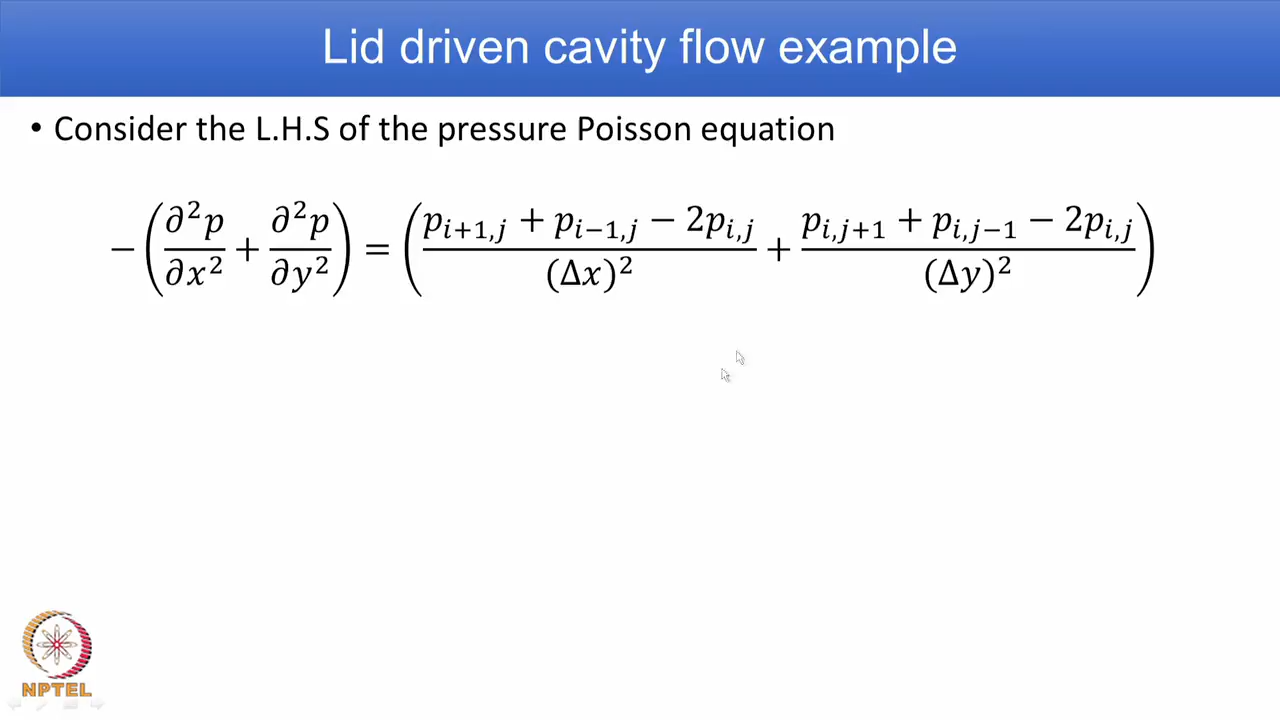 Lid driven cavity flow example
• Consider the L.H.S of the pressure Poisson equation
−(∂²p/∂x² + ∂²p/∂y²) = ((p_{i+1,j} + p_{i−1,j} − 2p_{i,j})/(Δx)² + (p_{i,j+1} + p_{i,j−1} − 2p_{i,j})/(Δy)²)
NPTEL